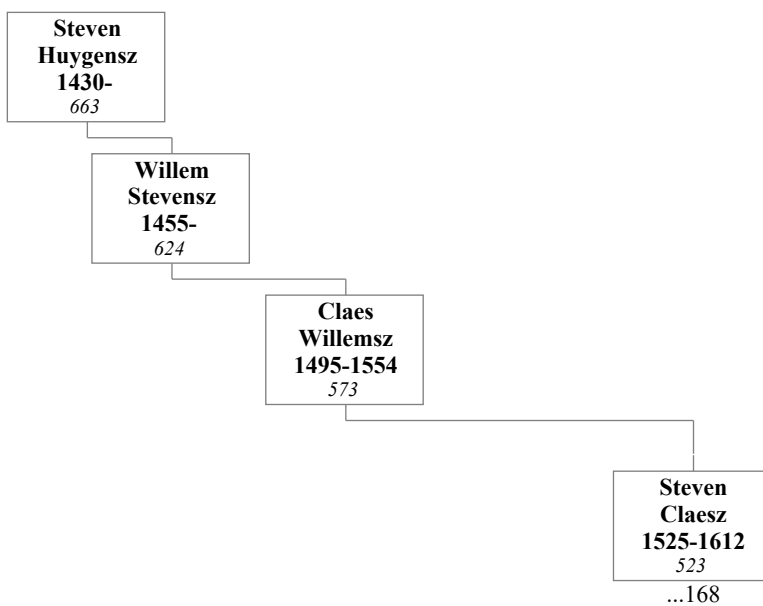 Steven
Huygensz
1430-
663
Willem
Stevensz
1455-
624
Claes
Willemsz
1495-1554
573
Steven
Claesz
1525-1612
523
...168